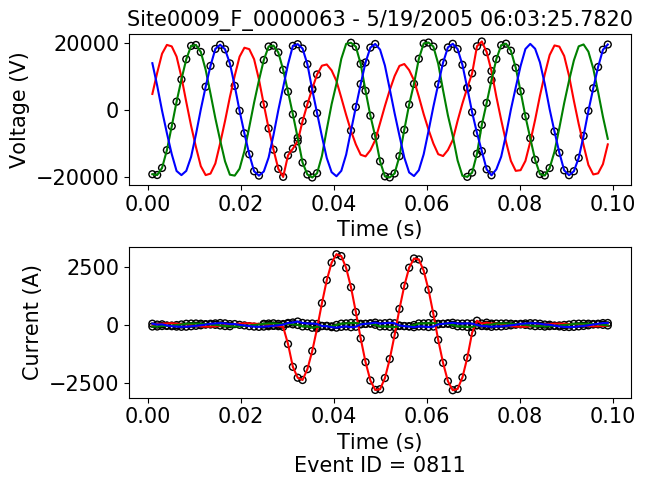 Site0009_F_0000063 - 5/19/2005 06:03:25.7820
Voltage (V)
20000
0
−20000
0.00 0.02 0.04 0.06 0.08 0.10
Time (s)
Current (A)
2500
0
−2500
0.00 0.02 0.04 0.06 0.08 0.10
Time (s)
Event ID = 0811